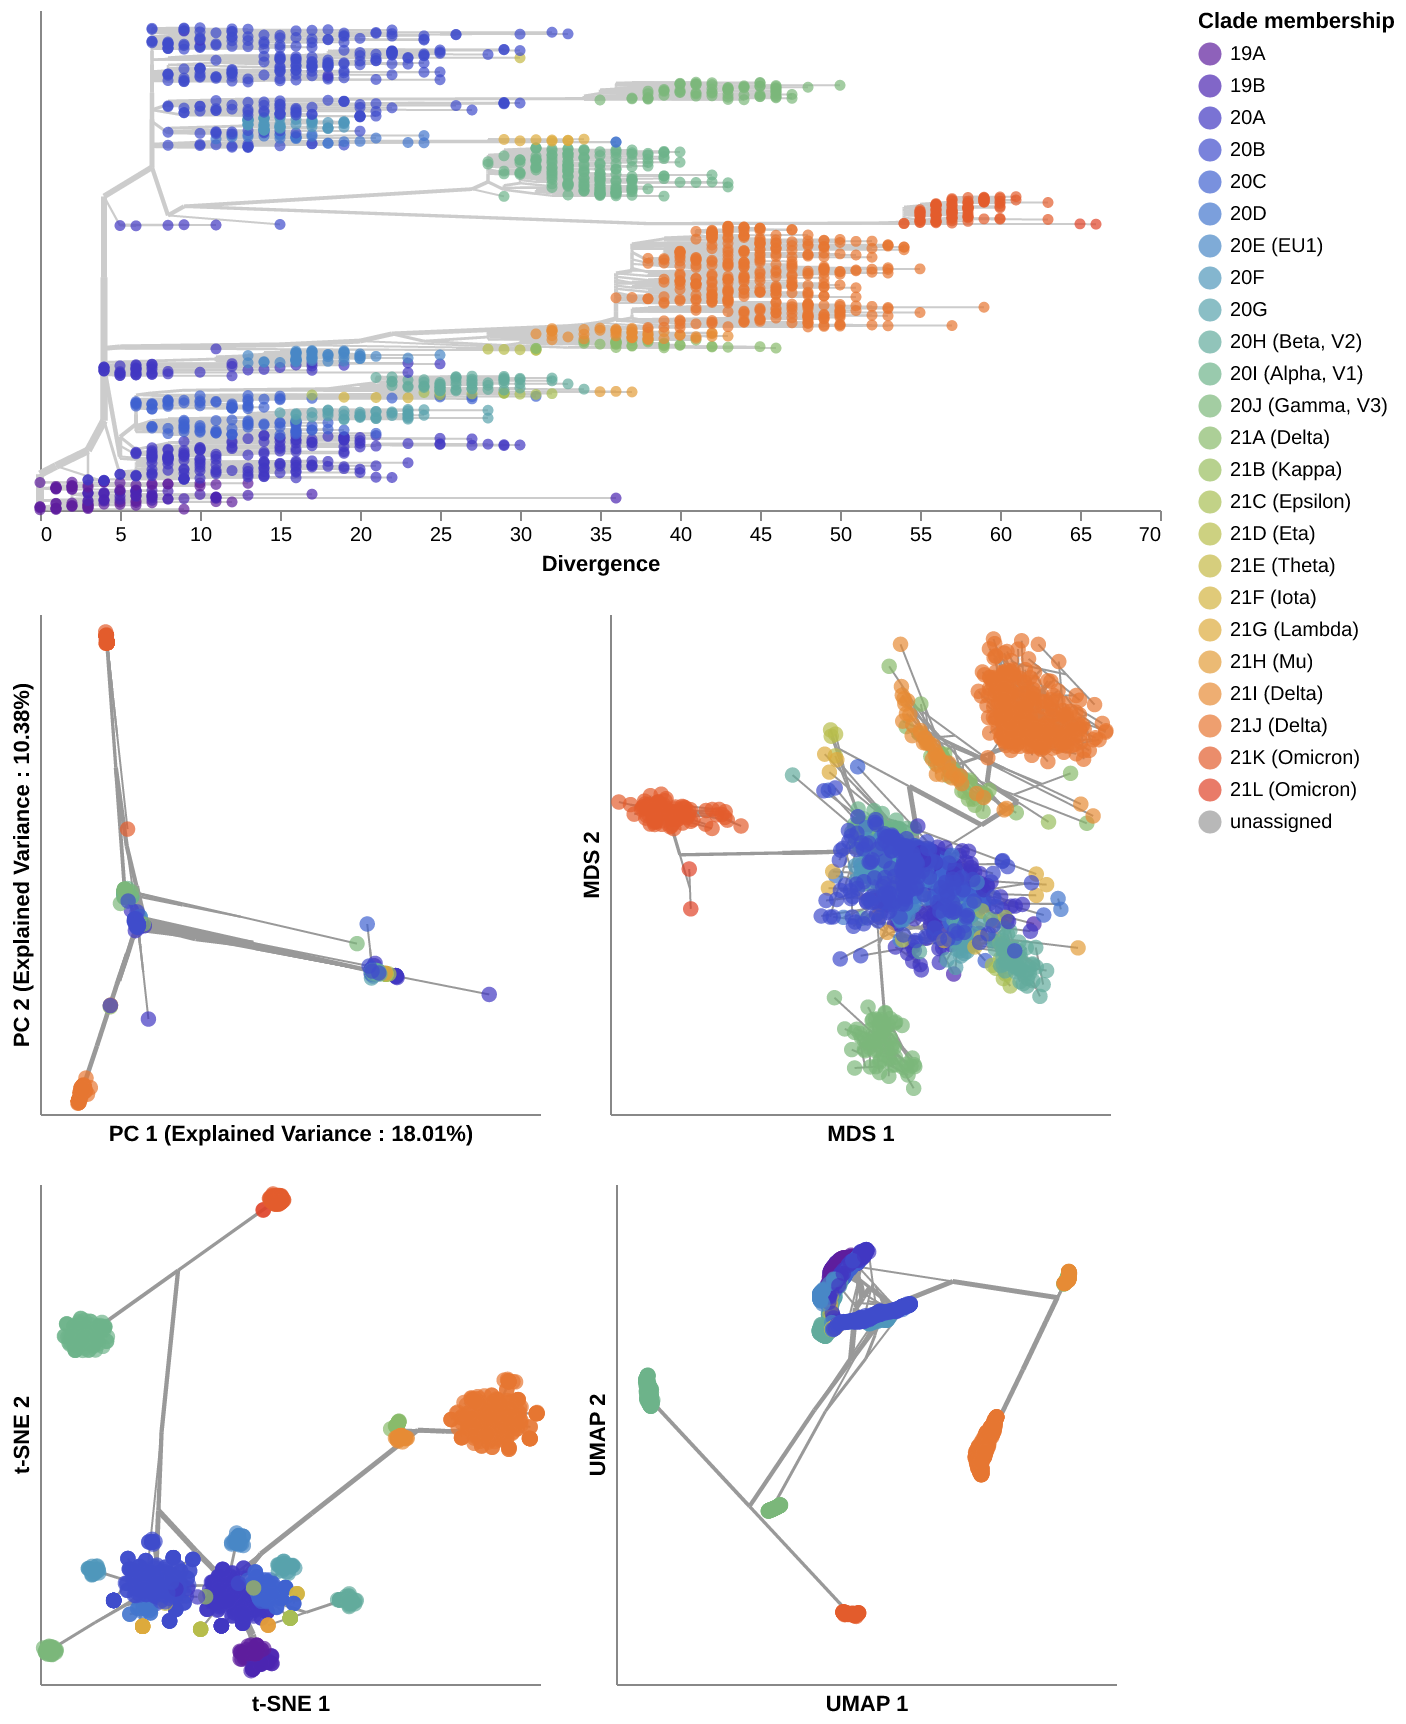 Clade membership
19A
19B
20A
20B
20C
20D
20E (EU1)
20F
20G
20H (Beta, V2)
20I (Alpha, V1)
20J (Gamma, V3)
21A (Delta)
21B (Kappa)
21C (Epsilon)
21D (Eta)
21E (Theta)
21F (Iota)
21G (Lambda)
21H (Mu)
21I (Delta)
21J (Delta)
21K (Omicron)
21L (Omicron)
unassigned
0 5 10 15 20 25 30 35 40 45 50 55 60 65 70
Divergence
PC 2 (Explained Variance : 10.38%)
PC 1 (Explained Variance : 18.01%)
MDS 2
MDS 1
t-SNE 2
t-SNE 1
UMAP 2
UMAP 1